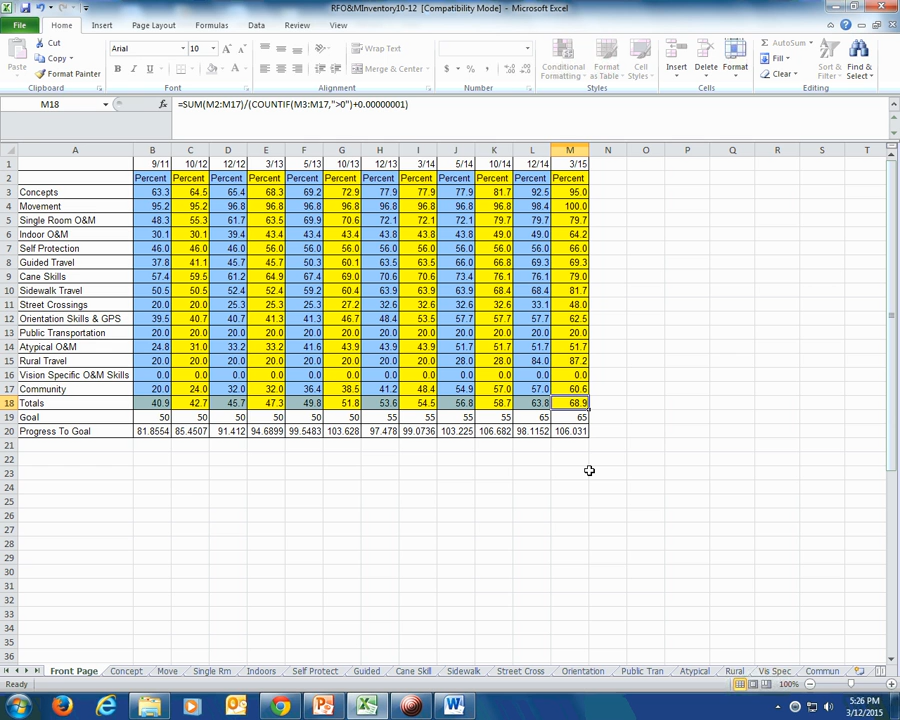 RFO&MInventory10-12 [Compatibility Mode] - Microsoft Excel
File Home Insert Page Layout Formulas Data Review View
Paste Cut Copy Format Painter Clipboard
Arial 10 Font
Wrap Text Merge & Center Alignment
$ % , Number
Conditional Formatting Format as Table Cell Styles Styles
Insert Delete Format Cells
AutoSum Fill Clear Sort & Filter Find & Select Editing
M18 fx =SUM(M2:M17)/(COUNTIF(M3:M17,">0")+0.00000001)
A B C D E F G H I J K L M N O P Q R S T
1 9/11 10/12 12/12 3/13 5/13 10/13 12/13 3/14 5/14 10/14 12/14 3/15
2 Percent Percent Percent Percent Percent Percent Percent Percent Percent Percent Percent Percent
3 Concepts 63.3 64.5 65.4 68.3 69.2 72.9 77.9 77.9 77.9 81.7 92.5 95.0
4 Movement 95.2 95.2 96.8 96.8 96.8 96.8 96.8 96.8 96.8 96.8 98.4 100.0
5 Single Room O&M 48.3 55.3 61.7 63.5 69.9 70.6 72.1 72.1 72.1 79.7 79.7 79.7
6 Indoor O&M 30.1 30.1 39.4 43.4 43.4 43.4 43.8 43.8 43.8 49.0 49.0 64.2
7 Self Protection 46.0 46.0 46.0 56.0 56.0 56.0 56.0 56.0 56.0 56.0 56.0 66.0
8 Guided Travel 37.8 41.1 45.7 45.7 50.3 60.1 63.5 63.5 66.0 66.8 69.3 69.3
9 Cane Skills 57.4 59.5 61.2 64.9 67.4 69.0 70.6 70.6 73.4 76.1 76.1 79.0
10 Sidewalk Travel 50.5 50.5 52.4 52.4 59.2 60.4 63.9 63.9 63.9 68.4 68.4 81.7
11 Street Crossings 20.0 20.0 25.3 25.3 25.3 27.2 32.6 32.6 32.6 32.6 33.1 48.0
12 Orientation Skills & GPS 39.5 40.7 40.7 41.3 41.3 46.7 48.4 53.5 57.7 57.7 57.7 62.5
13 Public Transportation 20.0 20.0 20.0 20.0 20.0 20.0 20.0 20.0 20.0 20.0 20.0 20.0
14 Atypical O&M 24.8 31.0 33.2 33.2 41.6 43.9 43.9 43.9 51.7 51.7 51.7 51.7
15 Rural Travel 20.0 20.0 20.0 20.0 20.0 20.0 20.0 20.0 28.0 28.0 84.0 87.2
16 Vision Specific O&M Skills 0.0 0.0 0.0 0.0 0.0 0.0 0.0 0.0 0.0 0.0 0.0 0.0
17 Community 20.0 24.0 32.0 32.0 36.4 38.5 41.2 48.4 54.9 57.0 57.0 60.6
18 Totals 40.9 42.7 45.7 47.3 49.8 51.8 53.6 54.5 56.8 58.7 63.8 68.9
19 Goal 50 50 50 50 50 50 55 55 55 55 65 65
20 Progress To Goal 81.8554 85.4507 91.412 94.6899 99.5483 103.628 97.478 99.0736 103.225 106.682 98.1152 106.031
21
22
23
24
25
26
27
28
29
30
31
32
33
34
35
36
Front Page Concept Move Single Rm Indoors Self Protect Guided Cane Skill Sidewalk Street Cross Orientation Public Tran Atypical Rural Vis Spec Commun
Ready 100%
5:26 PM
3/12/2015